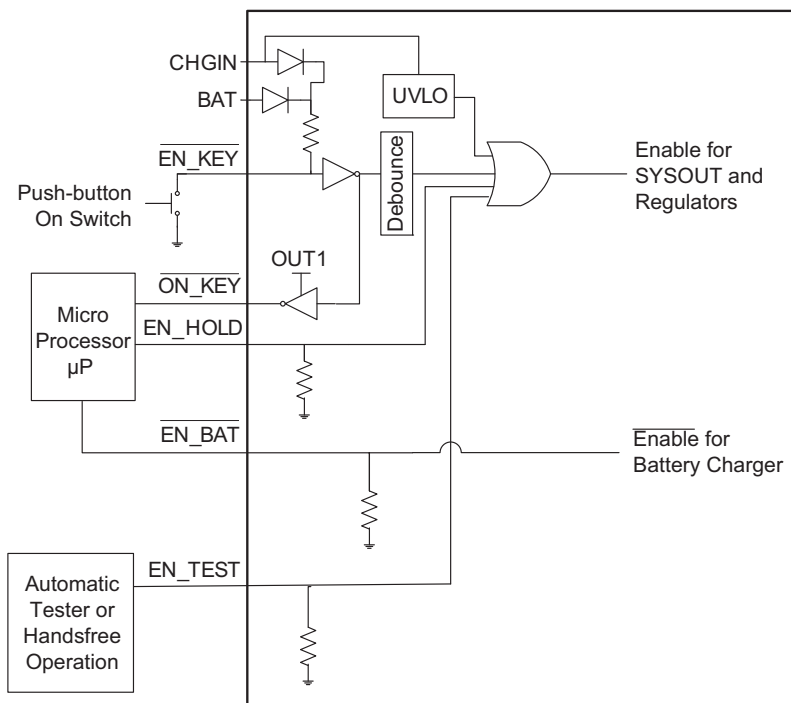 CHGIN
BAT
UVLO
EN_KEY
Debounce
Enable for
SYSOUT and
Regulators
Push-button
On Switch
OUT1
ON_KEY
Micro
Processor
µP
EN_HOLD
EN_BAT
Enable for
Battery Charger
EN_TEST
Automatic
Tester or
Handsfree
Operation